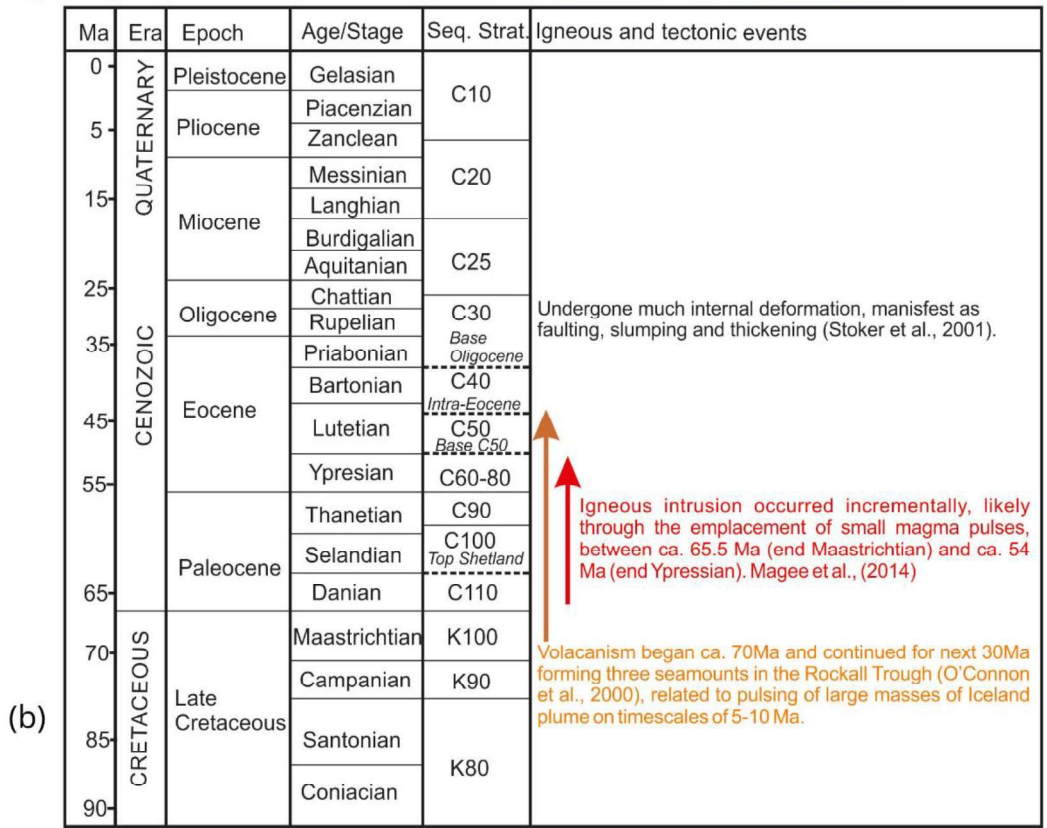 Ma Era Epoch Age/Stage Seq. Strat. Igneous and tectonic events
0
5
15
25
35
45
55
65
70
85
90
QUATERNARY
CENOZOIC
CRETACEOUS
Pleistocene
Pliocene
Miocene
Oligocene
Eocene
Paleocene
Late
Cretaceous
Gelasian
Piacenzian
Zanclean
Messinian
Langhian
Burdigalian
Aquitanian
Chattian
Rupelian
Priabonian
Bartonian
Lutetian
Ypresian
Thanetian
Selandian
Danian
Maastrichtian
Campanian
Santonian
Coniacian
C10
C20
C25
C30
Base
Oligocene
C40
Intra-Eocene
C50
Base C50
C60-80
C90
C100
Top Shetland
C110
K100
K90
K80
Undergone much internal deformation, manisfest as
faulting, slumping and thickening (Stoker et al., 2001).
Igneous intrusion occurred incrementally, likely
through the emplacement of small magma pulses,
between ca. 65.5 Ma (end Maastrichtian) and ca. 54
Ma (end Ypressian). Magee et al., (2014)
Volacanism began ca. 70Ma and continued for next 30Ma
forming three seamounts in the Rockall Trough (O'Connon
et al., 2000), related to pulsing of large masses of Iceland
plume on timescales of 5-10 Ma.
(b)